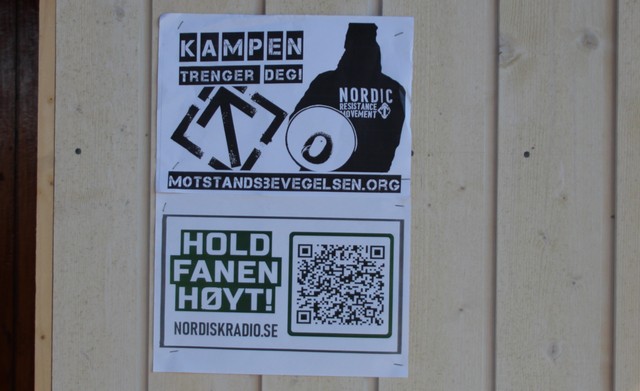 KAMPEN
TRENGER DEG!
NORDIC
RESISTANCE
MOVEMENT
MOTSTANDSBEVEGELSEN.ORG
HOLD
FANEN
HØYT!
NORDISKRADIO.SE